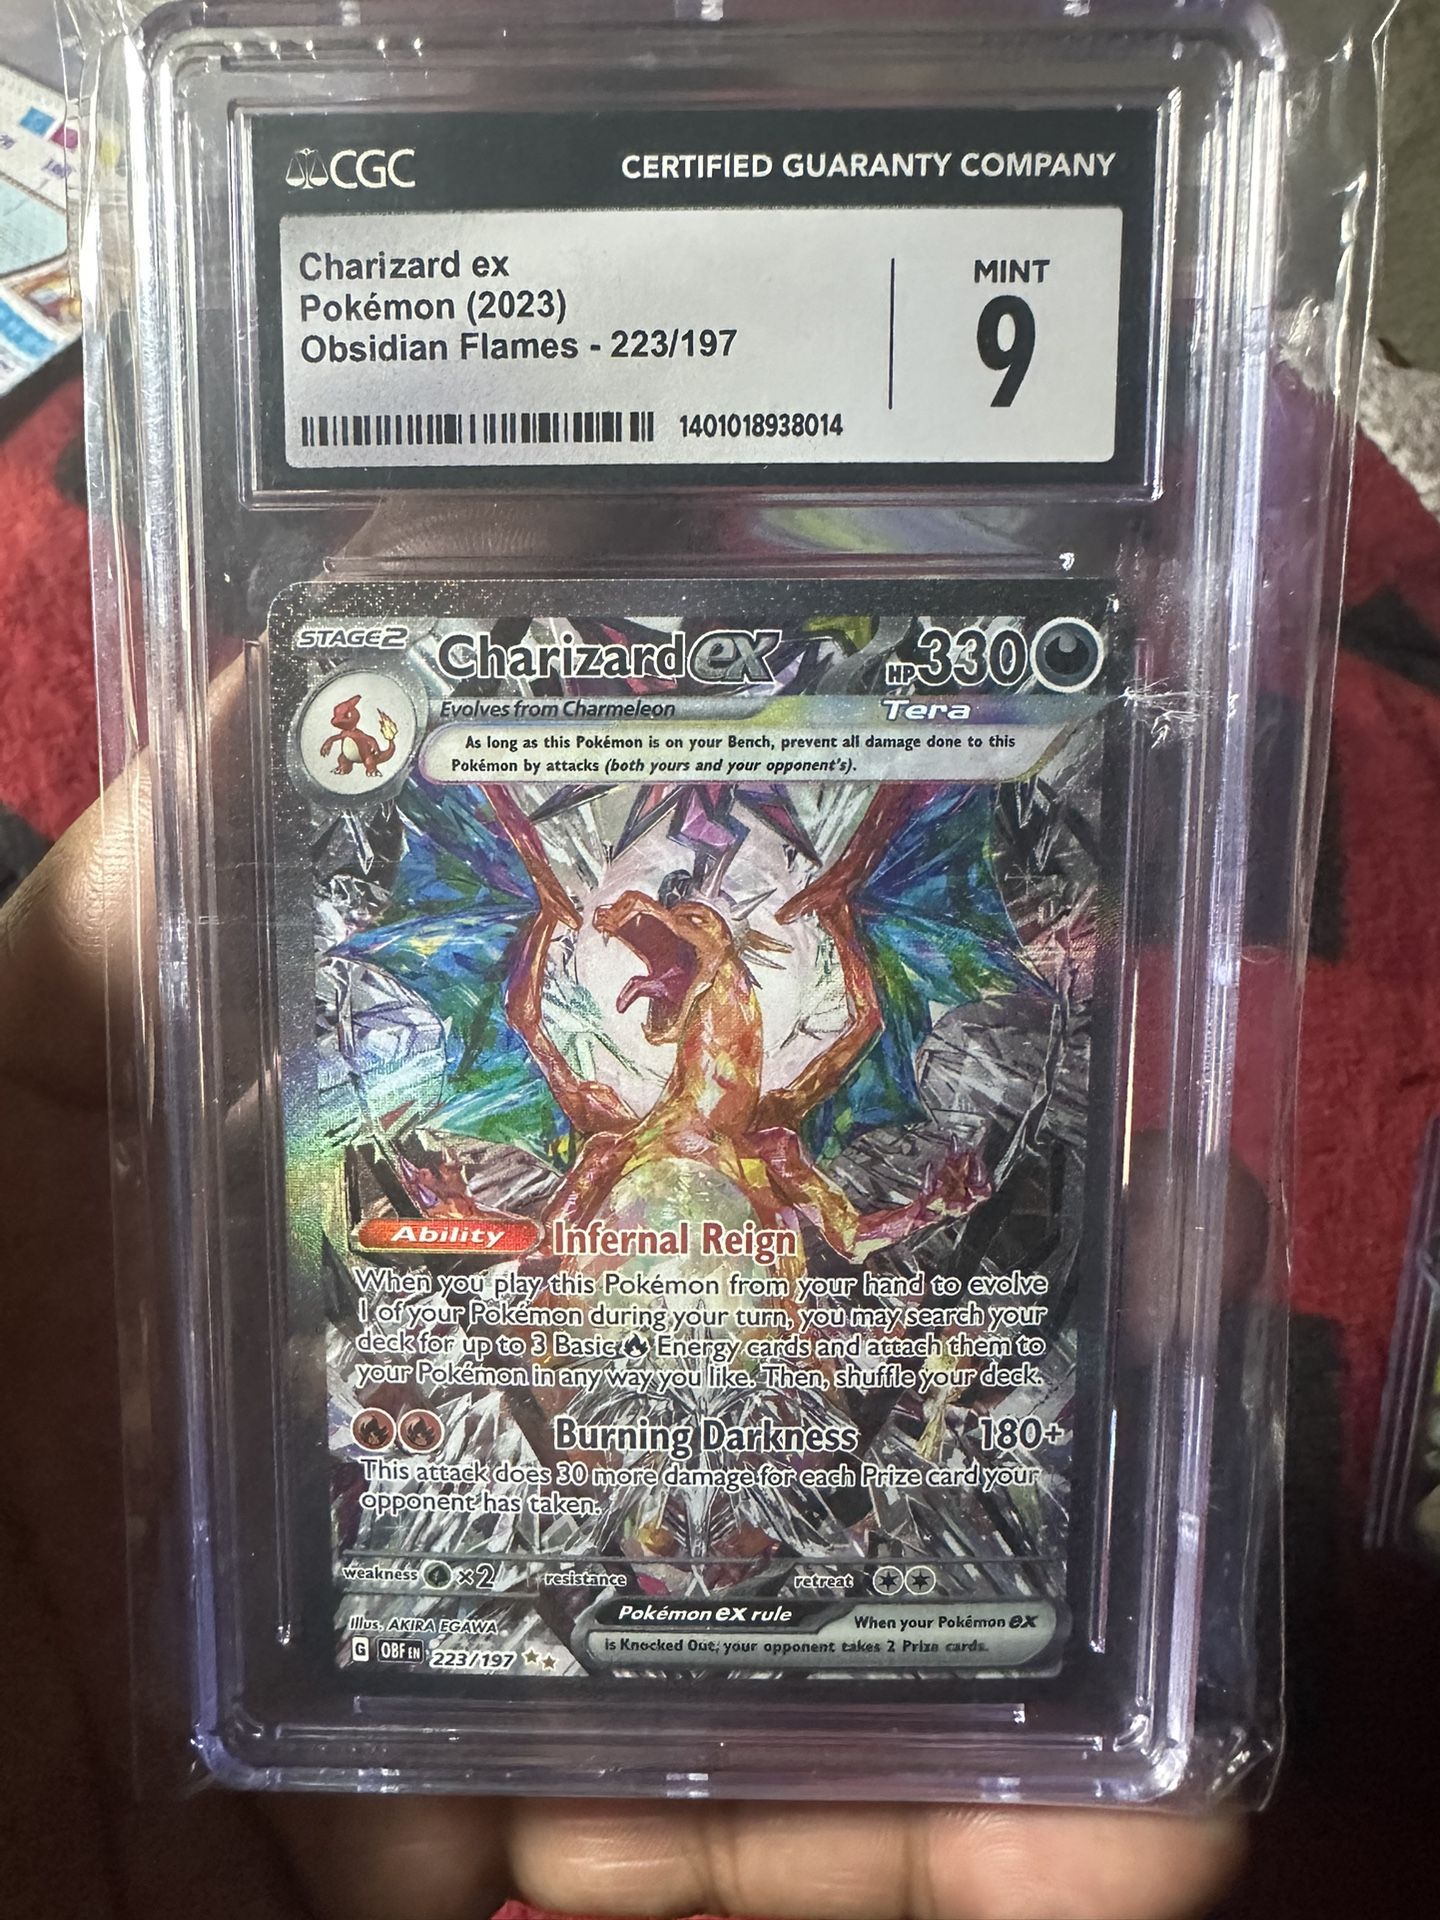 CGC CERTIFIED GUARANTY COMPANY
Charizard ex
Pokémon (2023)
Obsidian Flames - 223/197
MINT
9
1401018938014
STAGE 2 Charizard ex HP 330
Evolves from Charmeleon Tera
As long as this Pokémon is on your Bench, prevent all damage done to this
Pokémon by attacks (both yours and your opponent's).
Ability Infernal Reign
When you play this Pokémon from your hand to evolve
1 of your Pokémon during your turn, you may search your
deck for up to 3 Basic Energy cards and attach them to
your Pokémon in any way you like. Then, shuffle your deck.
Burning Darkness 180+
This attack does 30 more damage for each Prize card your
opponent has taken.
weakness ×2 resistance retreat
Illus. AKIRA EGAWA
G OBF EN 223/197
Pokémon ex rule When your Pokémon ex
is Knocked Out, your opponent takes 2 Prize cards.